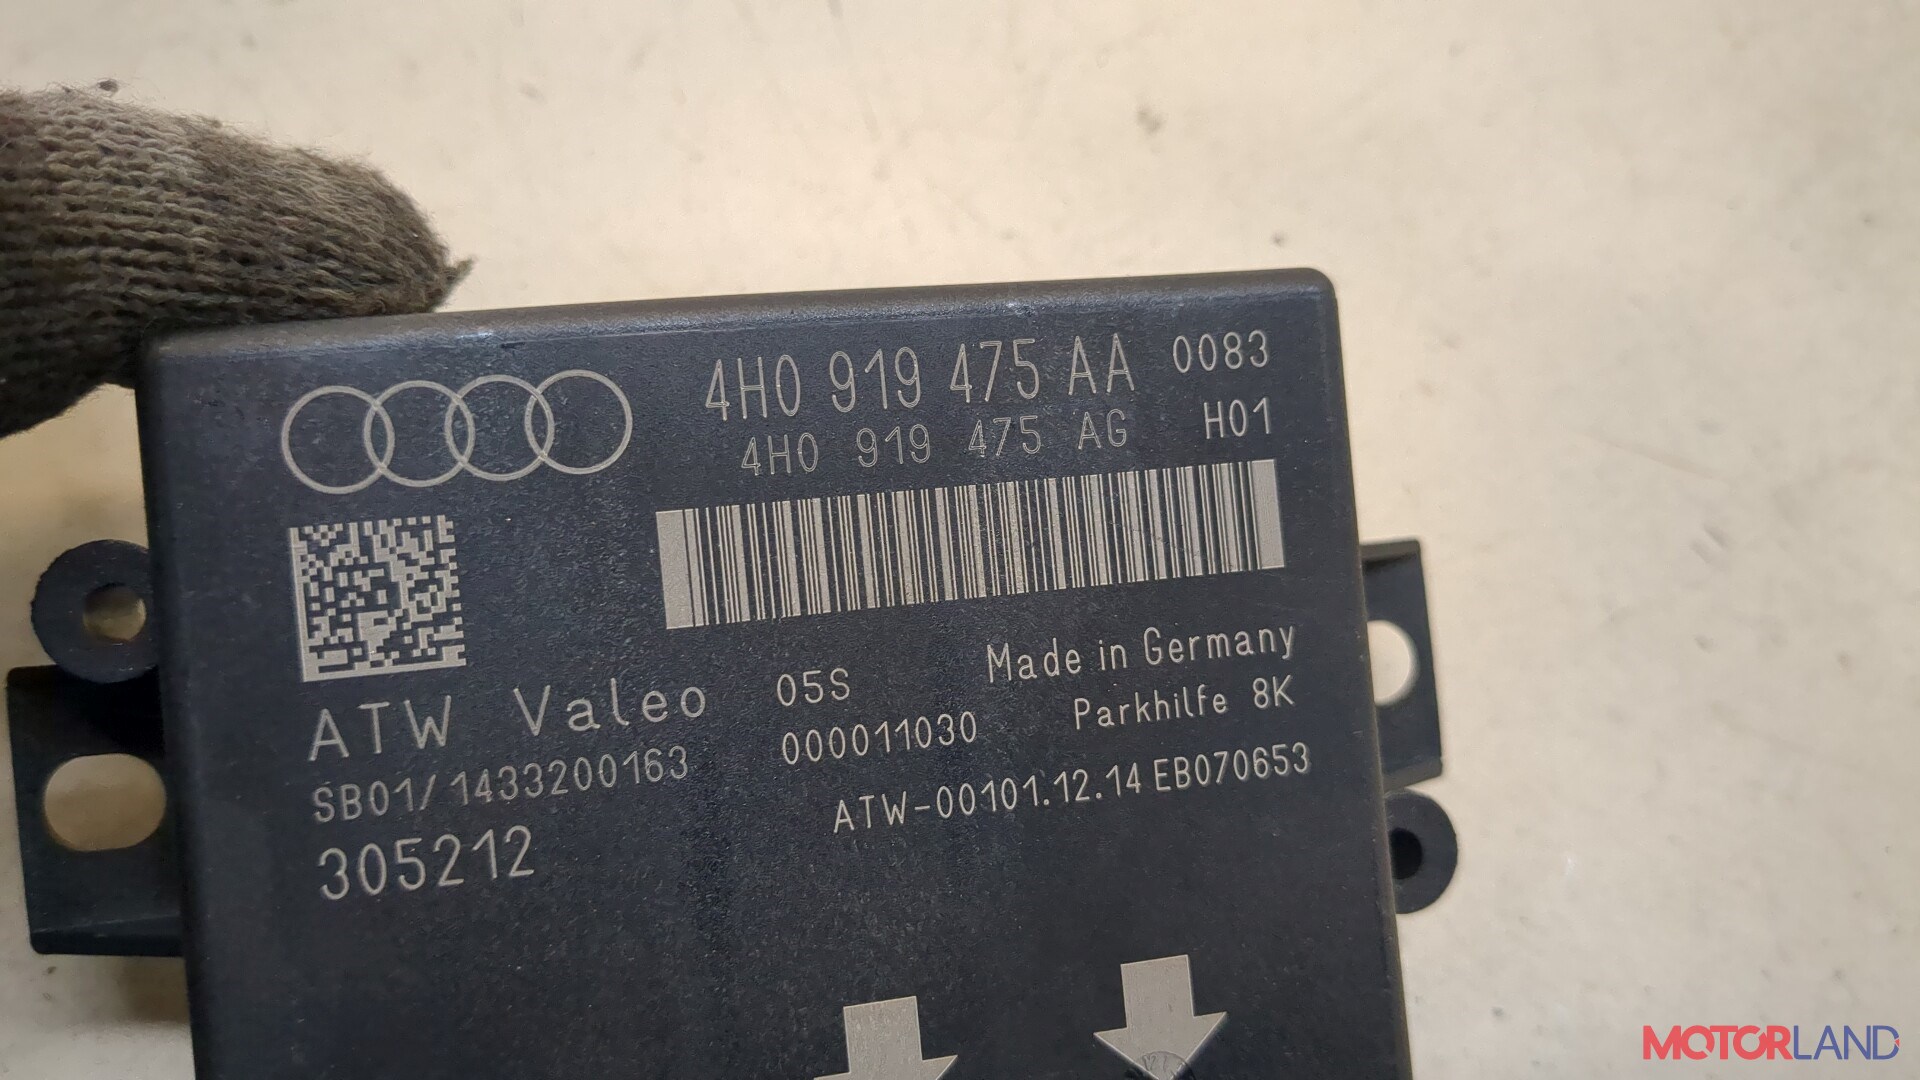 4H0 919 475 AA 0083
4H0 919 475 AG H01
ATW Valeo 05S Made in Germany
SB01/1433200163 000011030 Parkhilfe 8K
305212 ATW-00101.12.14 EB070653
MOTORLAND